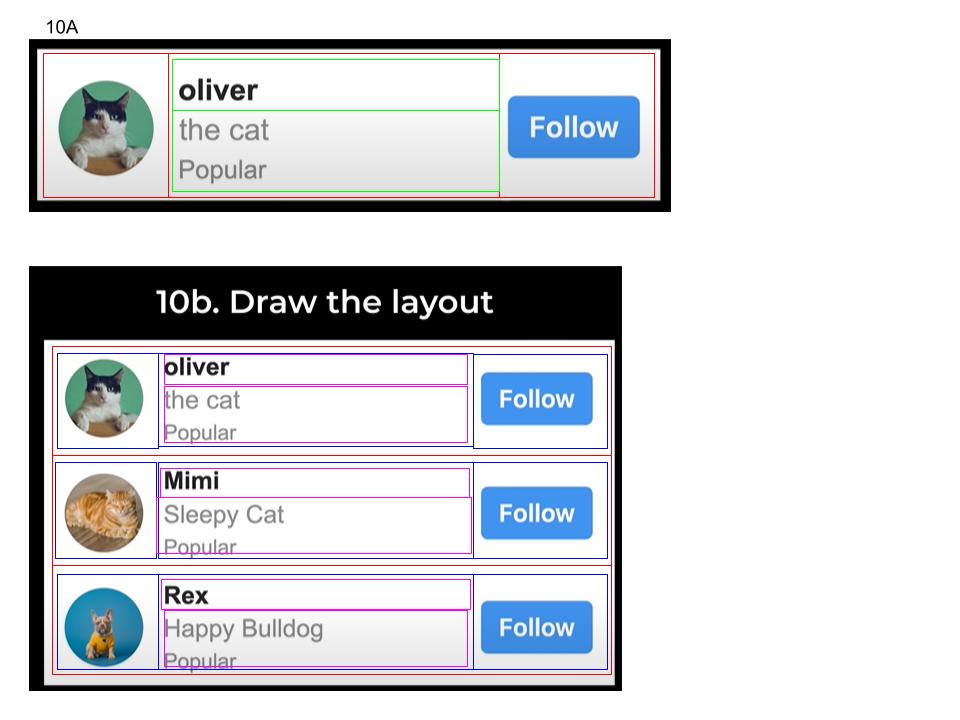 10A
oliver
the cat
Popular
Follow
10b. Draw the layout
oliver
the cat
Popular
Follow
Mimi
Sleepy Cat
Popular
Follow
Rex
Happy Bulldog
Popular
Follow